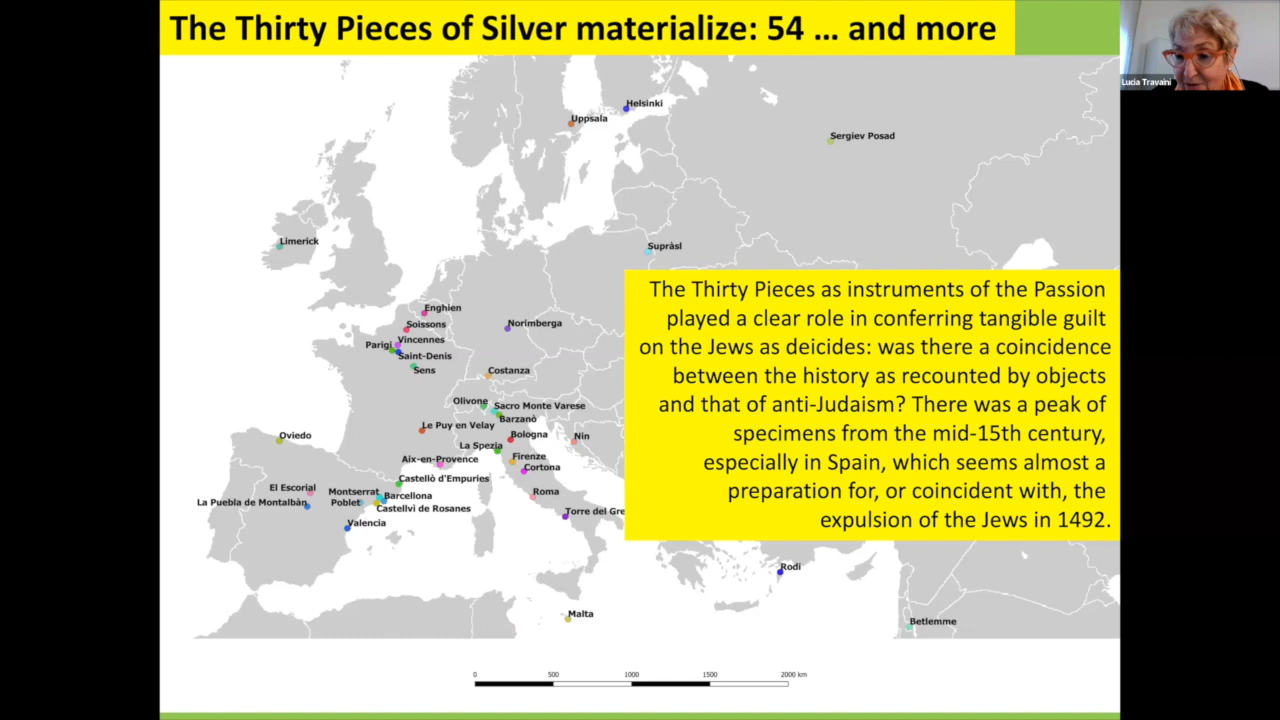 The Thirty Pieces of Silver materialize: 54 ... and more
Lucia Travaini
Helsinki
Uppsala
Sergiev Posad
Limerick
Supràsl
Enghien
Soissons
Norimberga
Vincennes
Parigi
Saint-Denis
Sens
Costanza
Olivone
Sacro Monte Varese
Barzanò
Le Puy en Velay
Bologna
Nin
Oviedo
La Spezia
Firenze
Aix-en-Provence
Cortona
Castellò d'Empuries
El Escorial
Montserrat
Barcellona
Roma
La Puebla de Montalbàn
Poblet
Castellvì de Rosanes
Torre del Gre
Valencia
Rodi
Malta
Betlemme
The Thirty Pieces as instruments of the Passion
played a clear role in conferring tangible guilt
on the Jews as deicides: was there a coincidence
between the history as recounted by objects
and that of anti-Judaism? There was a peak of
specimens from the mid-15th century,
especially in Spain, which seems almost a
preparation for, or coincident with, the
expulsion of the Jews in 1492.
0 500 1000 1500 2000 km